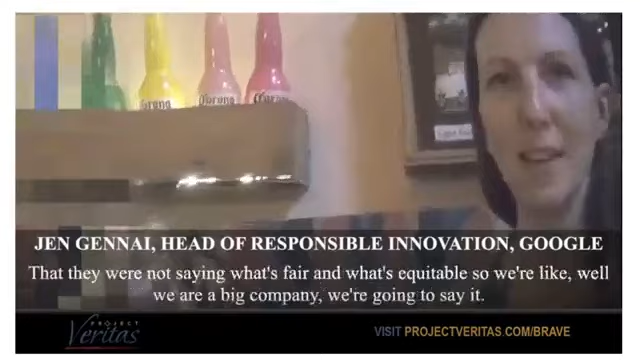 Corona Corona Corona
JEN GENNAI, HEAD OF RESPONSIBLE INNOVATION, GOOGLE
That they were not saying what's fair and what's equitable so we're like, well
we are a big company, we're going to say it.
PROJECT
Veritas
VISIT PROJECTVERITAS.COM/BRAVE